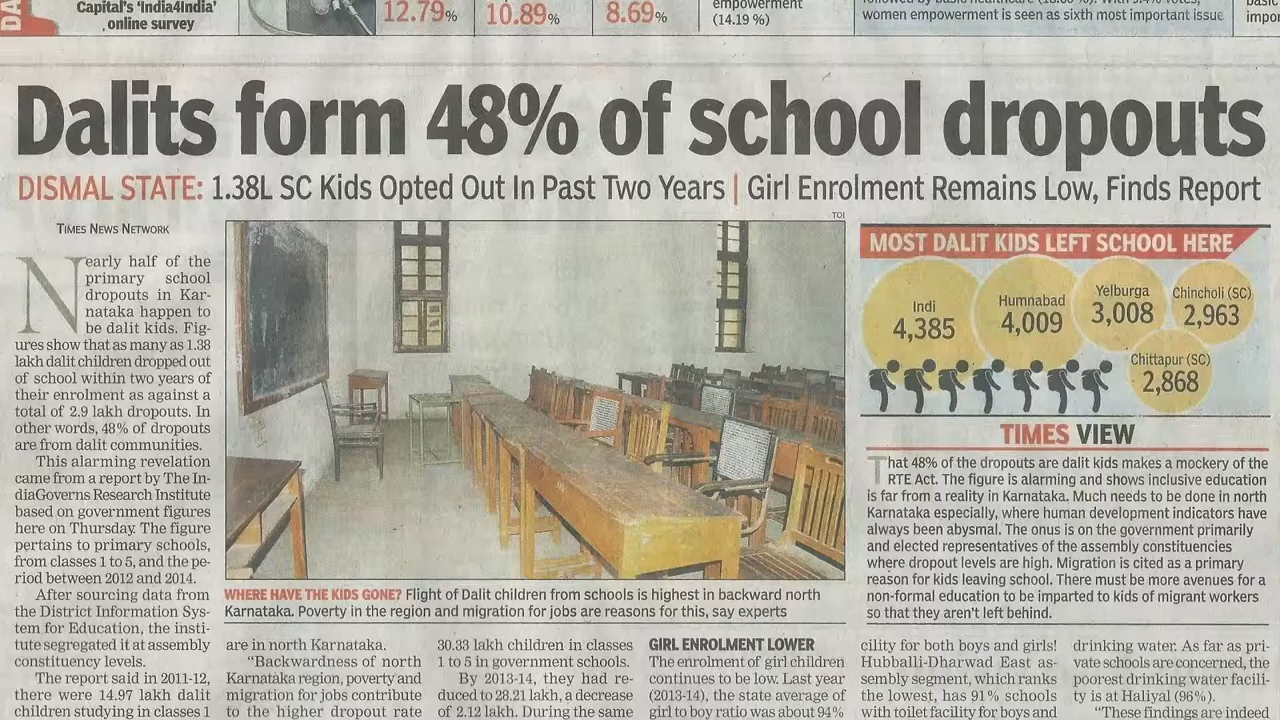 DA
Capital's 'India4India'
online survey
12.79%
10.89%
8.69%
empowerment
(14.19 %)
women empowerment is seen as sixth most important issue
basic
impo
Dalits form 48% of school dropouts
DISMAL STATE: 1.38L SC Kids Opted Out In Past Two Years | Girl Enrolment Remains Low, Finds Report
TIMES NEWS NETWORK
Nearly half of the
primary school
dropouts in Kar-
nataka happen to
be dalit kids. Fig-
ures show that as many as 1.38
lakh dalit children dropped out
of school within two years of
their enrolment as against a
total of 2.9 lakh dropouts. In
other words, 48% of dropouts
are from dalit communities.
This alarming revelation
came from a report by The In-
diaGoverns Research Institute
based on government figures
here on Thursday. The figure
pertains to primary schools,
from classes 1 to 5, and the pe-
riod between 2012 and 2014.
After sourcing data from
the District Information Sys-
tem for Education, the insti-
tute segregated it at assembly
constituency levels.
The report said in 2011-12,
there were 14.97 lakh dalit
children studying in classes 1
TOI
WHERE HAVE THE KIDS GONE? Flight of Dalit children from schools is highest in backward north
Karnataka. Poverty in the region and migration for jobs are reasons for this, say experts
are in north Karnataka.
"Backwardness of north
Karnataka region, poverty and
migration for jobs contribute
to the higher dropout rate
30.33 lakh children in classes
1 to 5 in government schools.
By 2013-14, they had re-
duced to 28.21 lakh, a decrease
of 2.12 lakh. During the same
GIRL ENROLMENT LOWER
The enrolment of girl children
continues to be low. Last year
(2013-14), the state average of
girl to boy ratio was about 94%
MOST DALIT KIDS LEFT SCHOOL HERE
Indi
4,385
Humnabad
4,009
Yelburga
3,008
Chincholi (SC)
2,963
Chittapur (SC)
2,868
TIMES VIEW
That 48% of the dropouts are dalit kids makes a mockery of the
RTE Act. The figure is alarming and shows inclusive education
is far from a reality in Karnataka. Much needs to be done in north
Karnataka especially, where human development indicators have
always been abysmal. The onus is on the government primarily
and elected representatives of the assembly constituencies
where dropout levels are high. Migration is cited as a primary
reason for kids leaving school. There must be more avenues for a
non-formal education to be imparted to kids of migrant workers
so that they aren't left behind.
cility for both boys and girls!
Hubballi-Dharwad East as-
sembly segment, which ranks
the lowest, has 91% schools
with toilet facility for boys and
drinking water. As far as pri-
vate schools are concerned, the
poorest drinking water facili-
ty is at Haliyal (96%).
"These findings are indeed